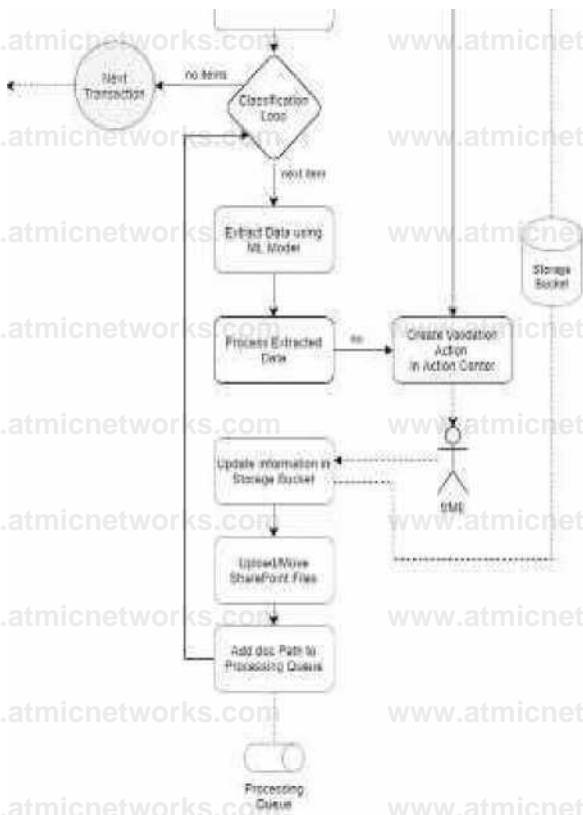 www.atmicnetworks.com
www.atmicnet
Next
Transaction
no items
Classification
Loop
.atmicnetworks.com
www.atmicnet
next item
Extract Data using
ML Model
.atmicnetworks.com
www.atmicnet
Storage
Bucket
Process Extracted
Data
no
Create Validation
Action
in Action Center
.atmicnetworks.com
www.atmicnet
.atmicnetworks.com
www.atmicnet
Update information in
Storage Bucket
SME
.atmicnetworks.com
www.atmicnet
Upload/Move
SharePoint Files
.atmicnetworks.com
www.atmicnet
Add doc Path to
Processing Queue
.atmicnetworks.com
www.atmicnet
Processing
Queue
.atmicnetworks.com
www.atmicnet